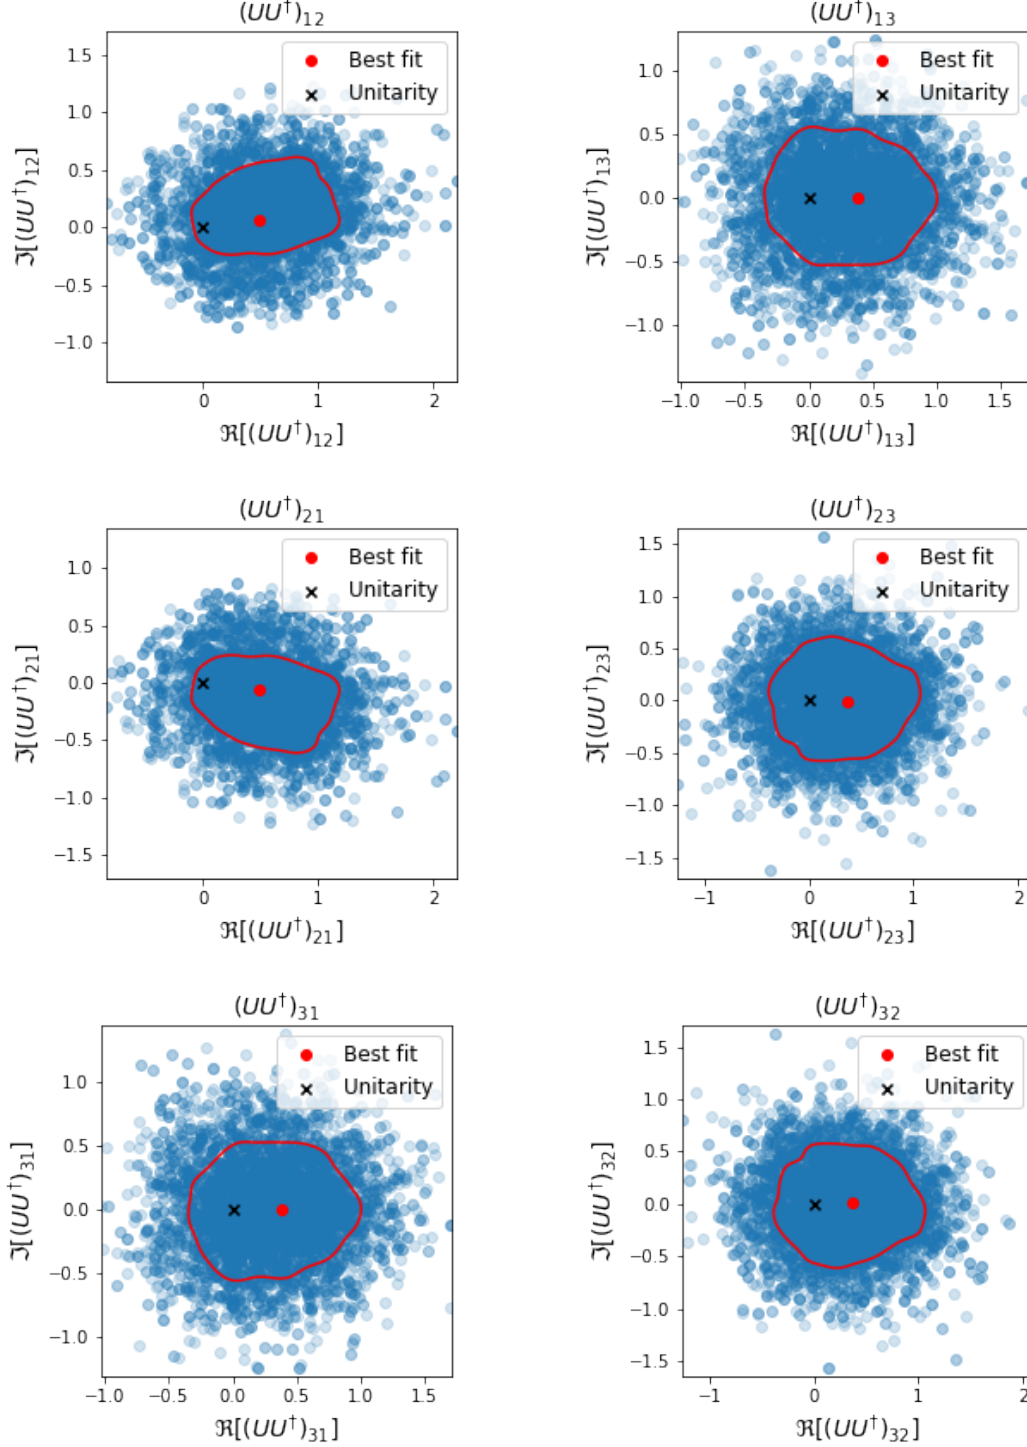 (UU†)₁₂
Best fit
Unitarity
ℑ[(UU†)₁₂]
1.5
1.0
0.5
0.0
−0.5
−1.0
0 1 2
ℜ[(UU†)₁₂]
(UU†)₁₃
Best fit
Unitarity
ℑ[(UU†)₁₃]
1.0
0.5
0.0
−0.5
−1.0
−1.0 −0.5 0.0 0.5 1.0 1.5
ℜ[(UU†)₁₃]
(UU†)₂₁
Best fit
Unitarity
ℑ[(UU†)₂₁]
1.0
0.5
0.0
−0.5
−1.0
−1.5
0 1 2
ℜ[(UU†)₂₁]
(UU†)₂₃
Best fit
Unitarity
ℑ[(UU†)₂₃]
1.5
1.0
0.5
0.0
−0.5
−1.0
−1.5
−1 0 1 2
ℜ[(UU†)₂₃]
(UU†)₃₁
Best fit
Unitarity
ℑ[(UU†)₃₁]
1.0
0.5
0.0
−0.5
−1.0
−1.0 −0.5 0.0 0.5 1.0 1.5
ℜ[(UU†)₃₁]
(UU†)₃₂
Best fit
Unitarity
ℑ[(UU†)₃₂]
1.5
1.0
0.5
0.0
−0.5
−1.0
−1.5
−1 0 1 2
ℜ[(UU†)₃₂]